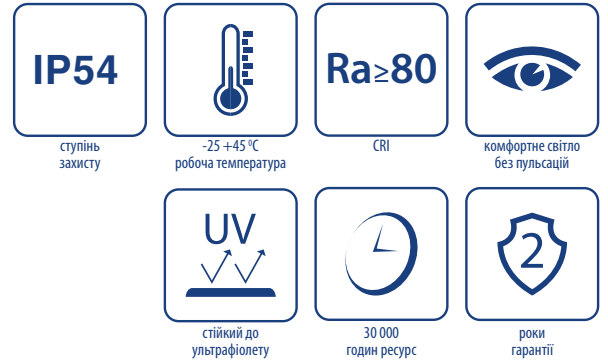 IP54
ступінь
захисту
-25 +45 ⁰C
робоча температура
Ra≥80
CRI
комфортне світло
без пульсацій
UV
стійкий до
ультрафіолету
30 000
годин ресурс
2
роки
гарантії